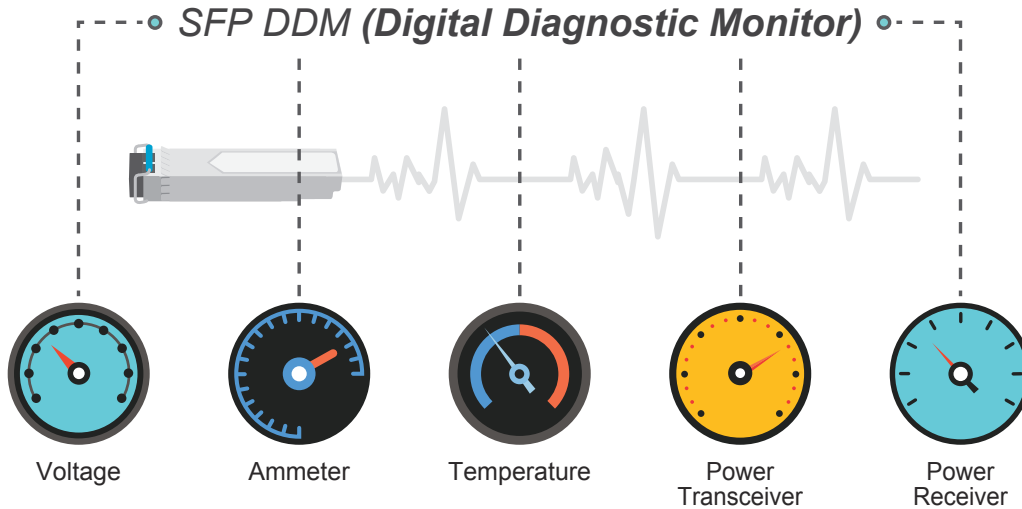 SFP DDM (Digital Diagnostic Monitor)
Voltage
Ammeter
Temperature
Power
Transceiver
Power
Receiver